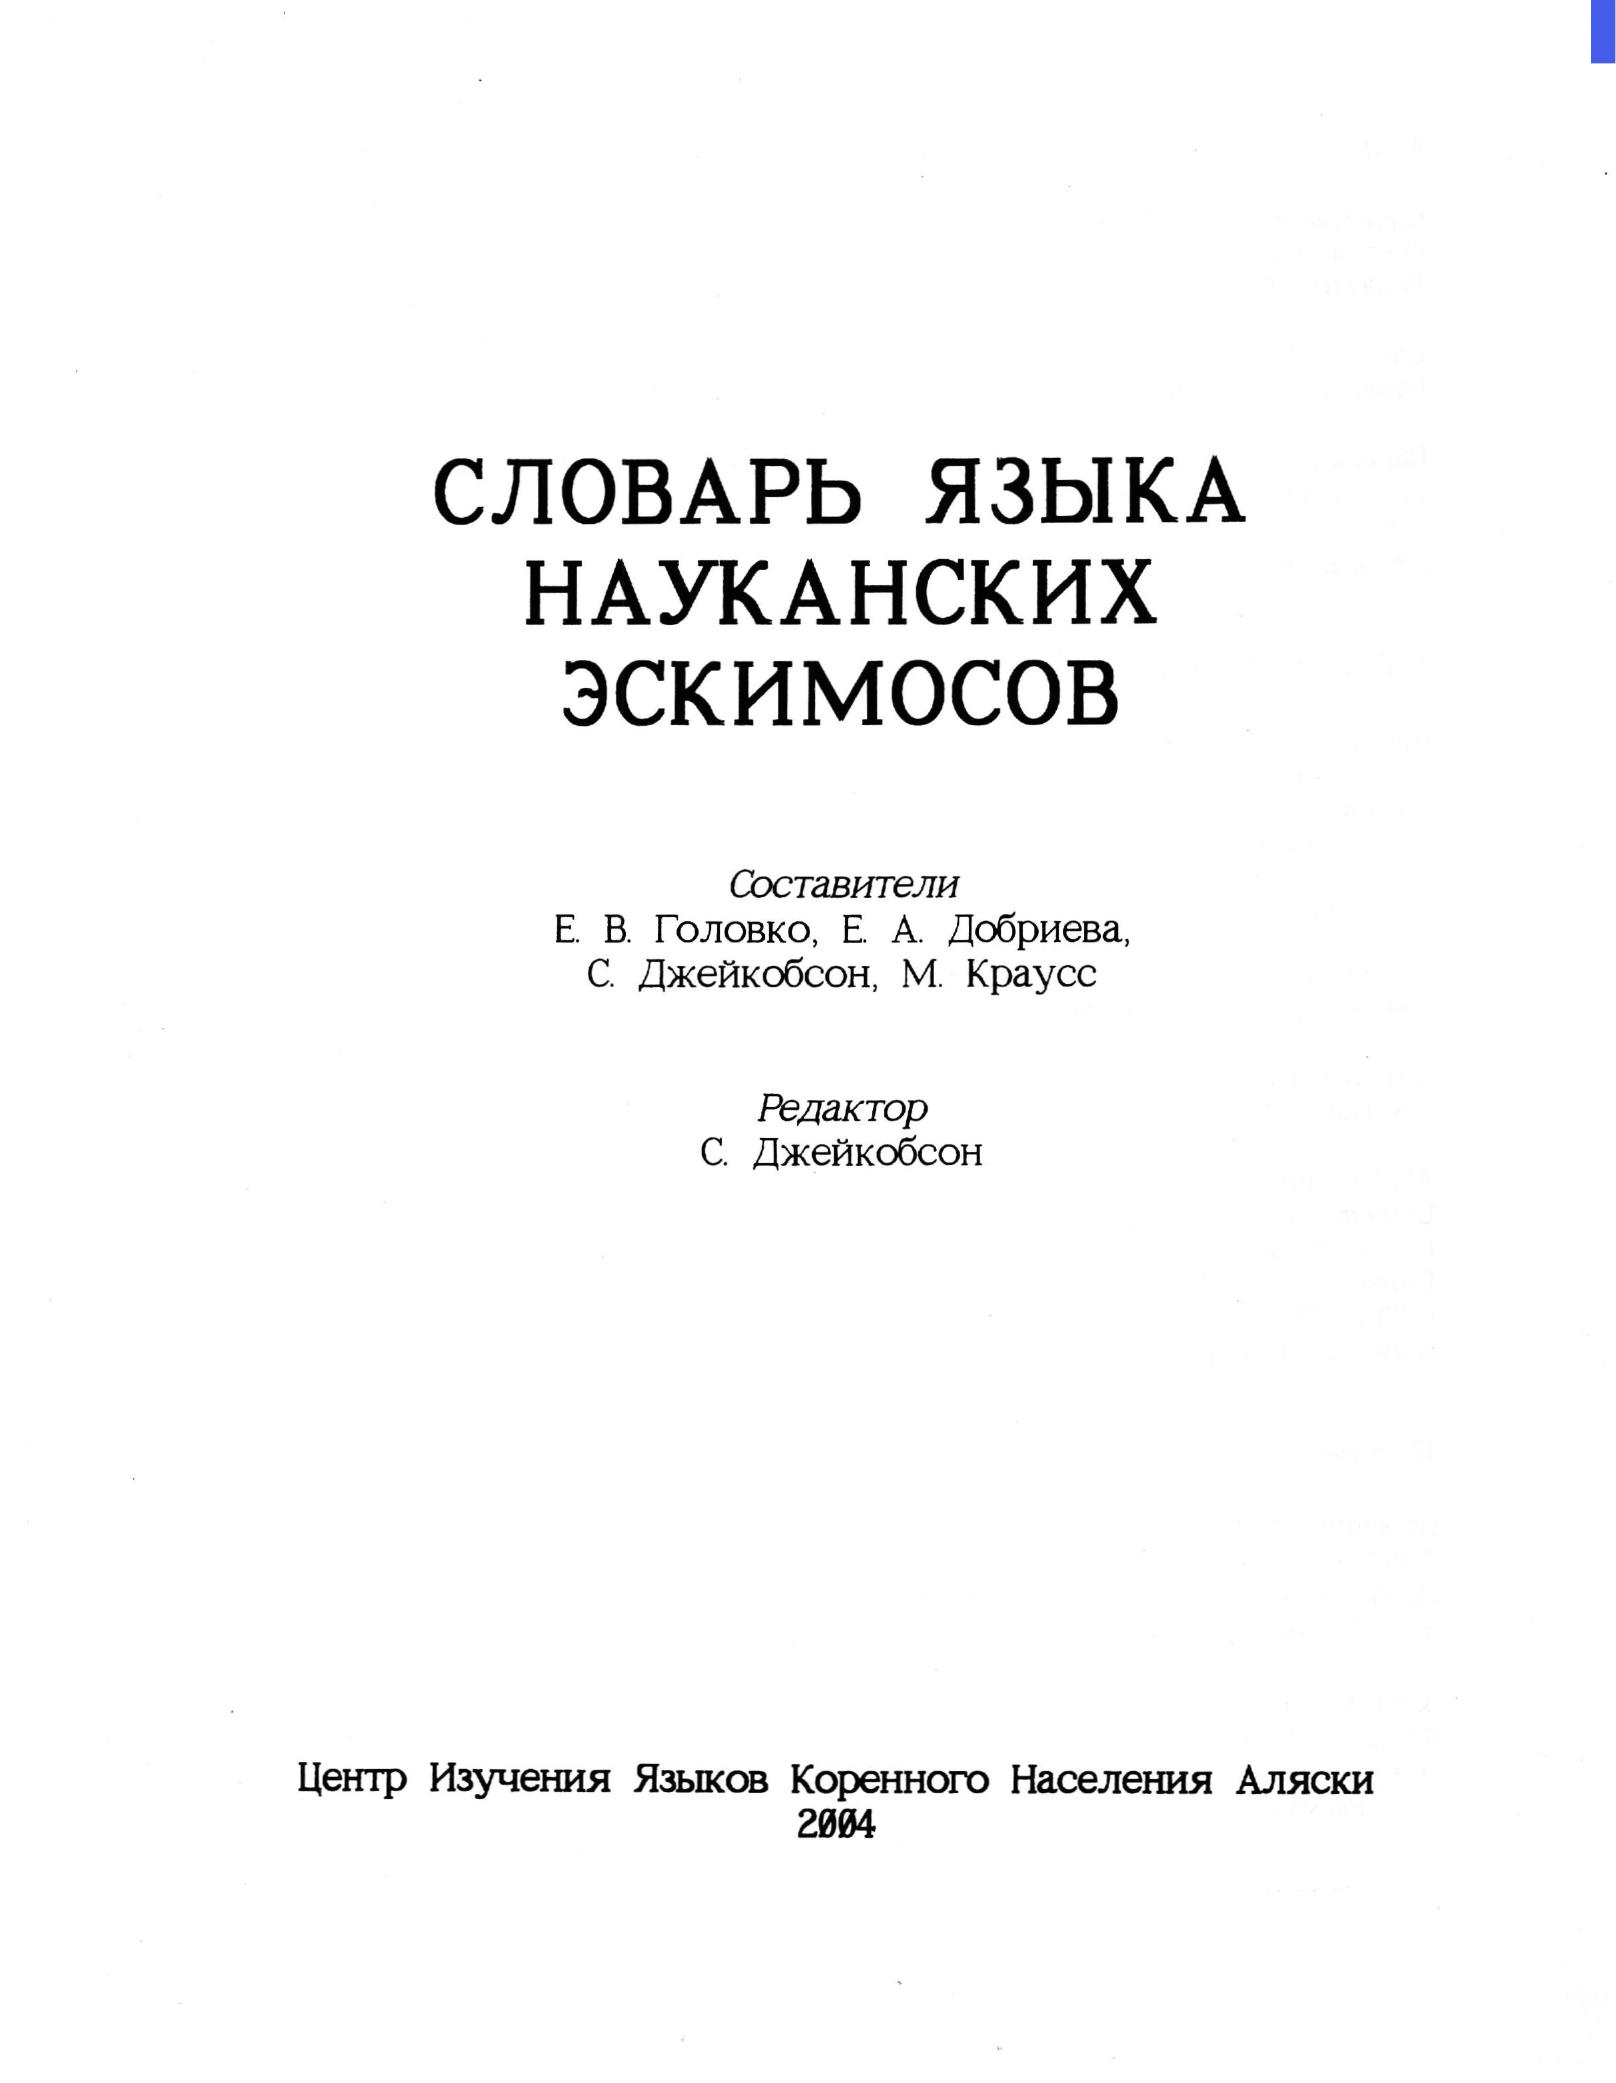 СЛОВАРЬ ЯЗЫКА
НАУКАНСКИХ
ЭСКИМОСОВ
Составители
Е. В. Головко, Е. А. Добриева,
С. Джейкобсон, М. Краусс
Редактор
С. Джейкобсон
Центр Изучения Языков Коренного Населения Аляски
2004